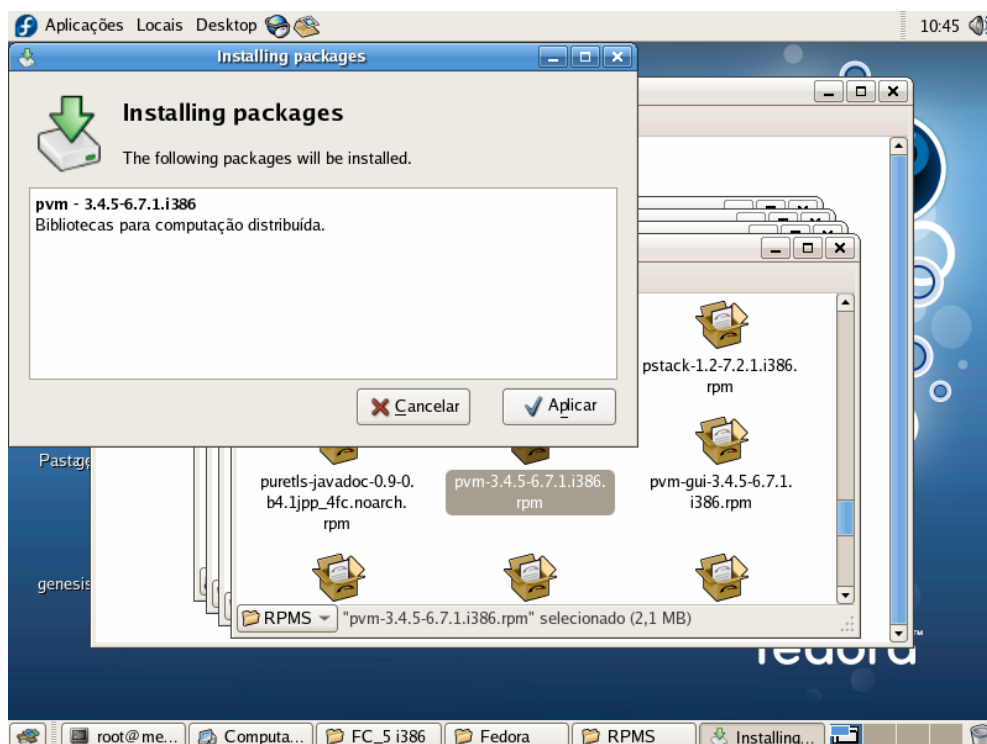 Aplicações Locais Desktop
10:45
Installing packages
Installing packages
The following packages will be installed.
pvm - 3.4.5-6.7.1.i386
Bibliotecas para computação distribuída.
Cancelar
Aplicar
pstack-1.2-7.2.1.i386.
rpm
puretls-javadoc-0.9-0.
b4.1jpp_4fc.noarch.
rpm
pvm-3.4.5-6.7.1.i386.
rpm
pvm-gui-3.4.5-6.7.1.
i386.rpm
genesis
RPMS
"pvm-3.4.5-6.7.1.i386.rpm" selecionado (2,1 MB)
fedora™
root@me...
Computa...
FC_5 i386
Fedora
RPMS
Installing...